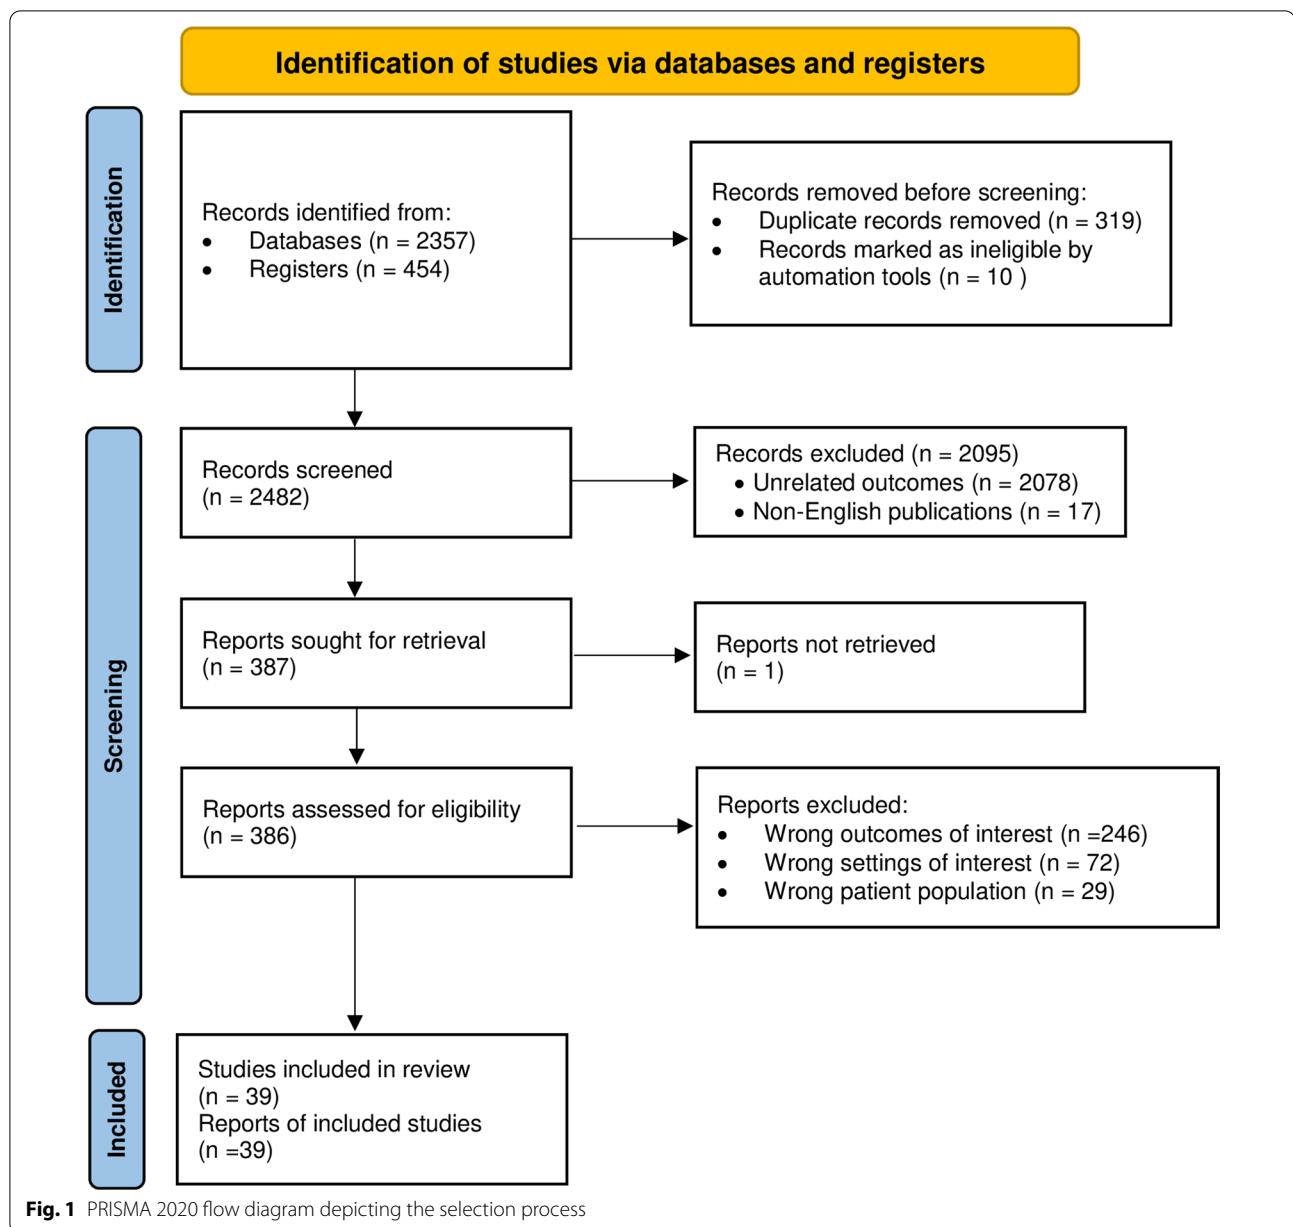 Identification of studies via databases and registers
Identification
Records identified from:
• Databases (n = 2357)
• Registers (n = 454)
Records removed before screening:
• Duplicate records removed (n = 319)
• Records marked as ineligible by
automation tools (n = 10 )
Screening
Records screened
(n = 2482)
Records excluded (n = 2095)
• Unrelated outcomes (n = 2078)
• Non-English publications (n = 17)
Reports sought for retrieval
(n = 387)
Reports not retrieved
(n = 1)
Reports assessed for eligibility
(n = 386)
Reports excluded:
• Wrong outcomes of interest (n =246)
• Wrong settings of interest (n = 72)
• Wrong patient population (n = 29)
Included
Studies included in review
(n = 39)
Reports of included studies
(n =39)
Fig. 1 PRISMA 2020 flow diagram depicting the selection process